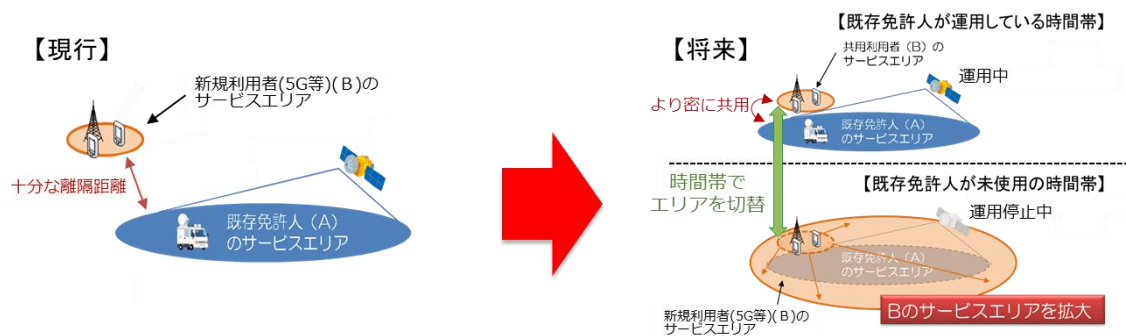 【現行】
新規利用者(5G等)(B)の
サービスエリア
十分な離隔距離
既存免許人(A)
のサービスエリア
【将来】
【既存免許人が運用している時間帯】
共用利用者(B)の
サービスエリア
運用中
より密に共用
既存免許人(A)
のサービスエリア
時間帯で
エリアを切替
【既存免許人が未使用の時間帯】
運用停止中
既存免許人(A)
のサービスエリア
新規利用者(5G等)(B)の
サービスエリア
Bのサービスエリアを拡大